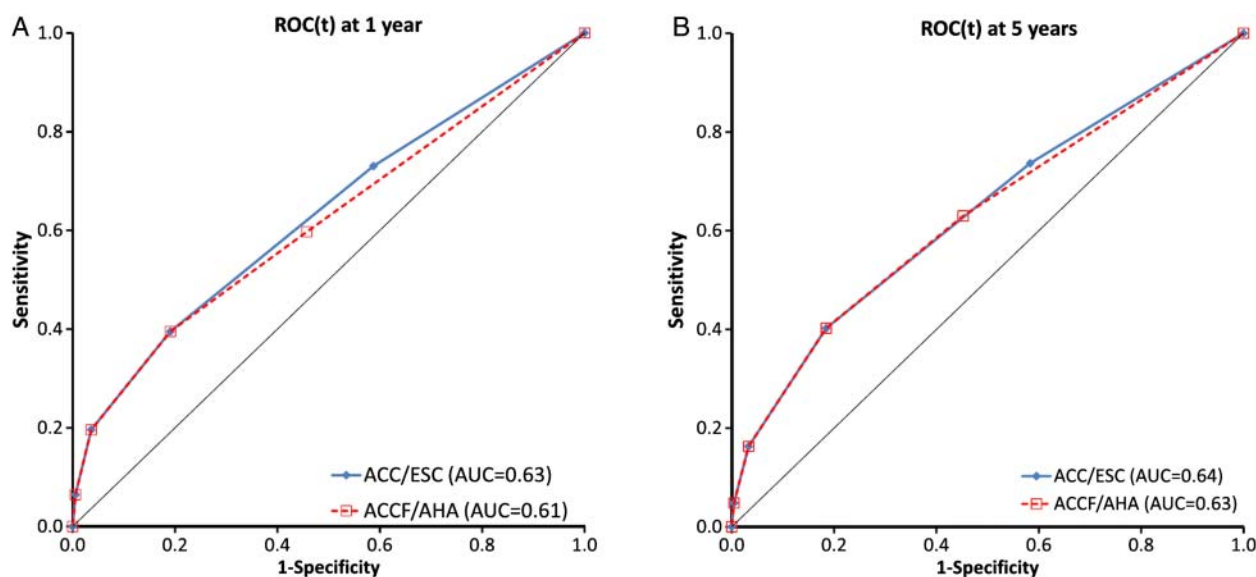 A
ROC(t) at 1 year
1.0
0.8
0.6
0.4
0.2
0.0
Sensitivity
0.0 0.2 0.4 0.6 0.8 1.0
1-Specificity
ACC/ESC (AUC=0.63)
ACCF/AHA (AUC=0.61)
B
ROC(t) at 5 years
1.0
0.8
0.6
0.4
0.2
0.0
Sensitivity
0.0 0.2 0.4 0.6 0.8 1.0
1-Specificity
ACC/ESC (AUC=0.64)
ACCF/AHA (AUC=0.63)